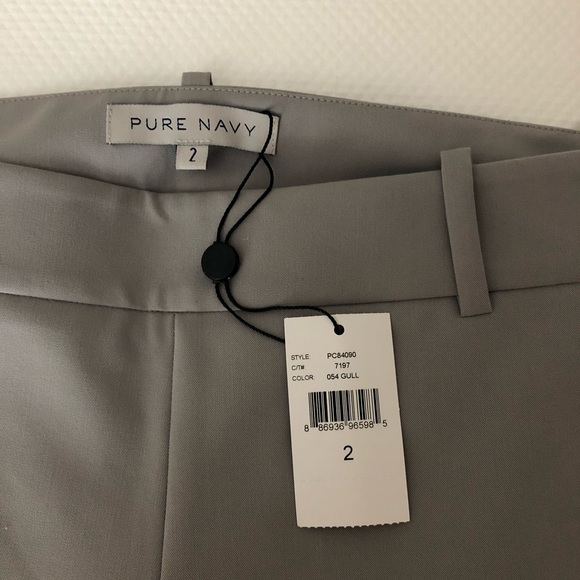 PURE NAVY
2
STYLE: PC84090
C/T# 7197
COLOR: 054 GULL
8 86936 96598 5
2